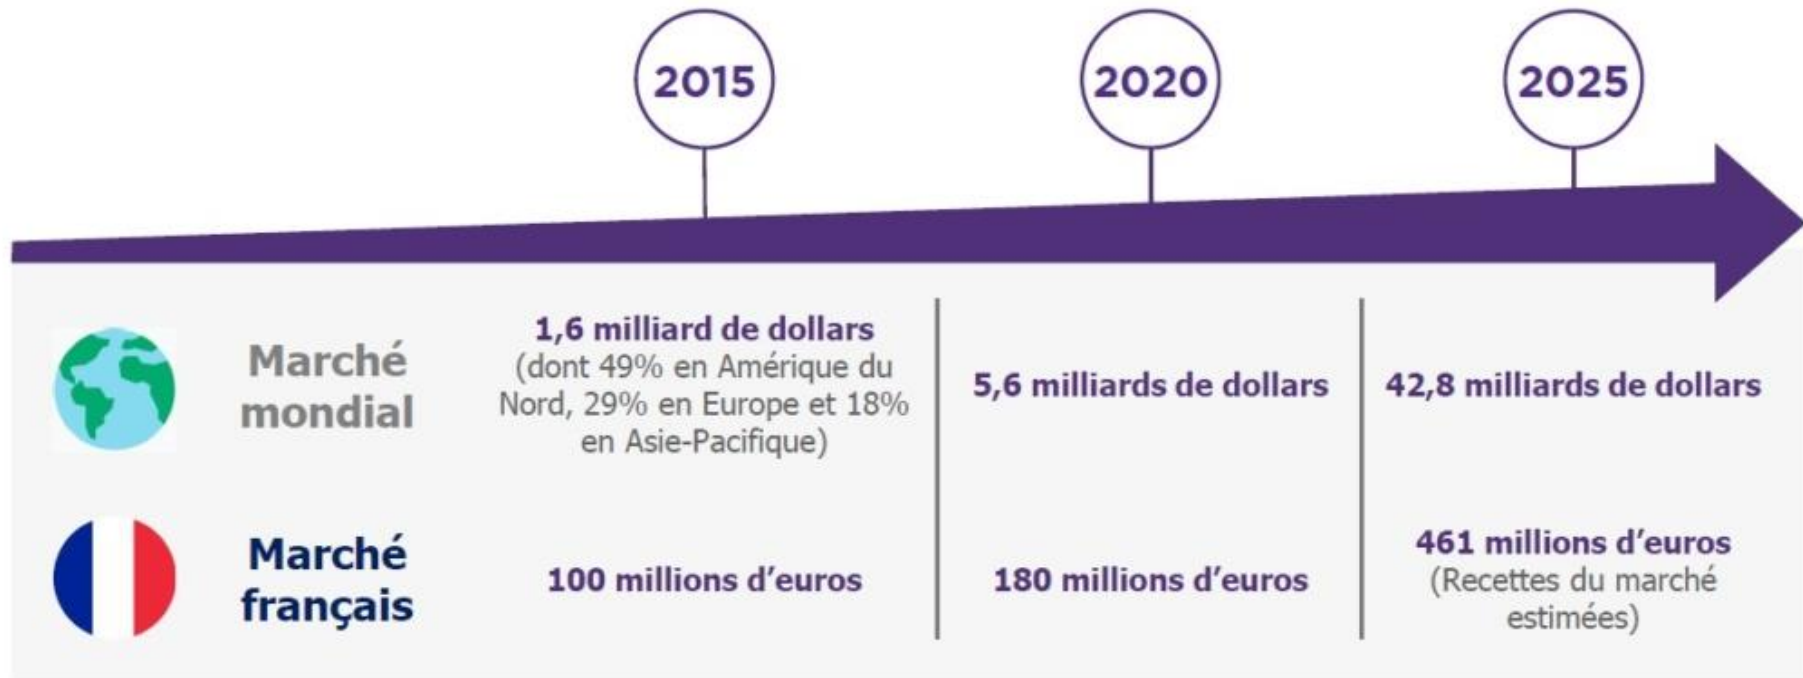 2015
2020
2025
Marché
mondial
1,6 milliard de dollars
(dont 49% en Amérique du
Nord, 29% en Europe et 18%
en Asie-Pacifique)
5,6 milliards de dollars
42,8 milliards de dollars
Marché
français
100 millions d’euros
180 millions d’euros
461 millions d’euros
(Recettes du marché
estimées)